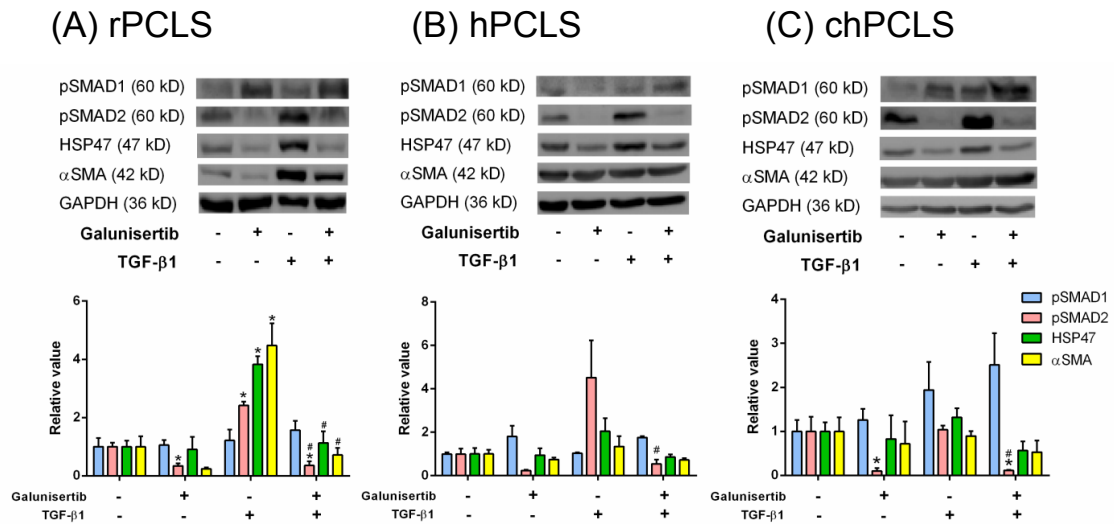 (A) rPCLS
(B) hPCLS
(C) chPCLS
pSMAD1 (60 kD)
pSMAD2 (60 kD)
HSP47 (47 kD)
αSMA (42 kD)
GAPDH (36 kD)
Galunisertib - + - +
TGF-β1 - - + +
pSMAD1 (60 kD)
pSMAD2 (60 kD)
HSP47 (47 kD)
αSMA (42 kD)
GAPDH (36 kD)
Galunisertib - + - +
TGF-β1 - - + +
pSMAD1 (60 kD)
pSMAD2 (60 kD)
HSP47 (47 kD)
αSMA (42 kD)
GAPDH (36 kD)
Galunisertib - + - +
TGF-β1 - - + +
Relative value
6
4
2
0
*
* * *
# # #
*
Galunisertib - + - +
TGF-β1 - - + +
Relative value
8
6
4
2
0
#
Galunisertib - + - +
TGF-β1 - - + +
Relative value
4
3
2
1
0
*
#
*
Galunisertib - + - +
TGF-β1 - - + +
pSMAD1
pSMAD2
HSP47
αSMA